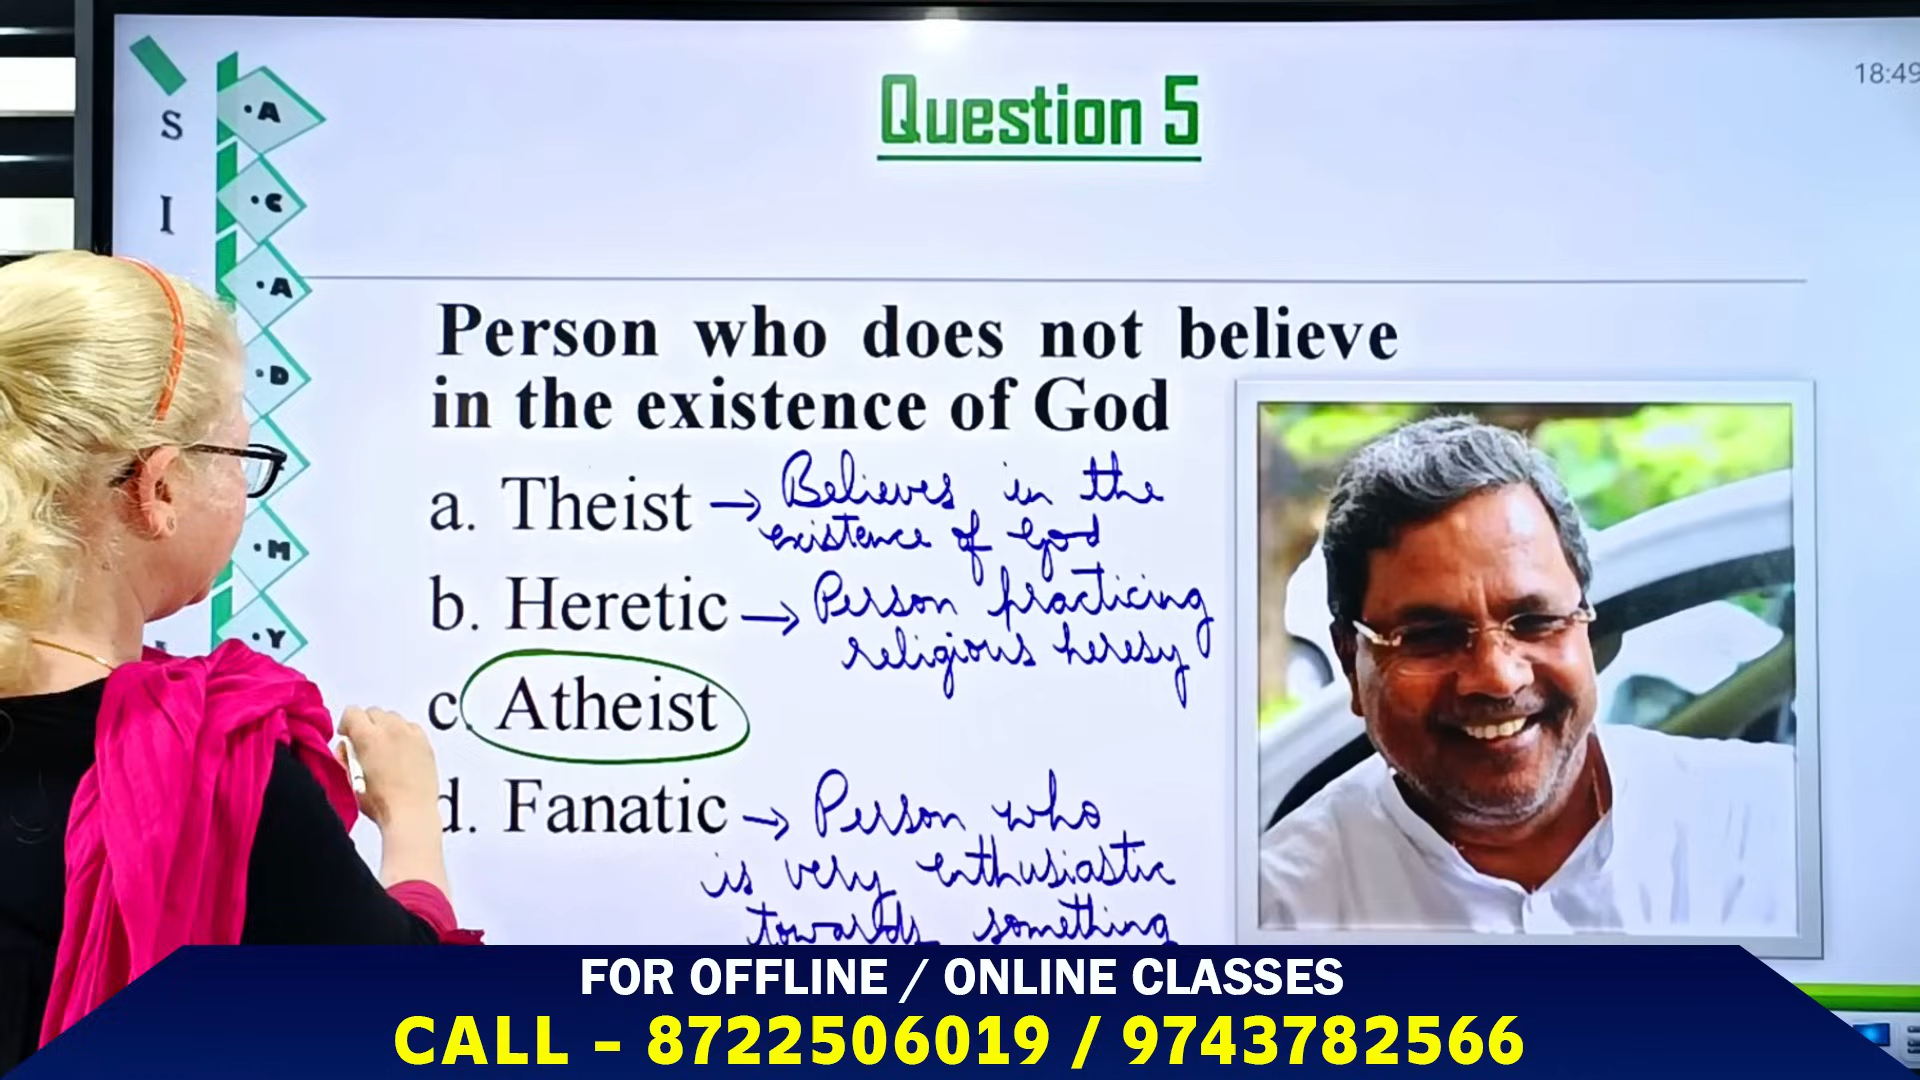 18:49
Question 5
S
I
•A
•C
•A
•D
•M
•Y
Person who does not believe
in the existence of God
a. Theist → Believes in the
existence of God
b. Heretic → Person practicing
religious heresy
c. Atheist
d. Fanatic → Person who
is very enthusiastic
towards something
FOR OFFLINE / ONLINE CLASSES
CALL – 8722506019 / 9743782566